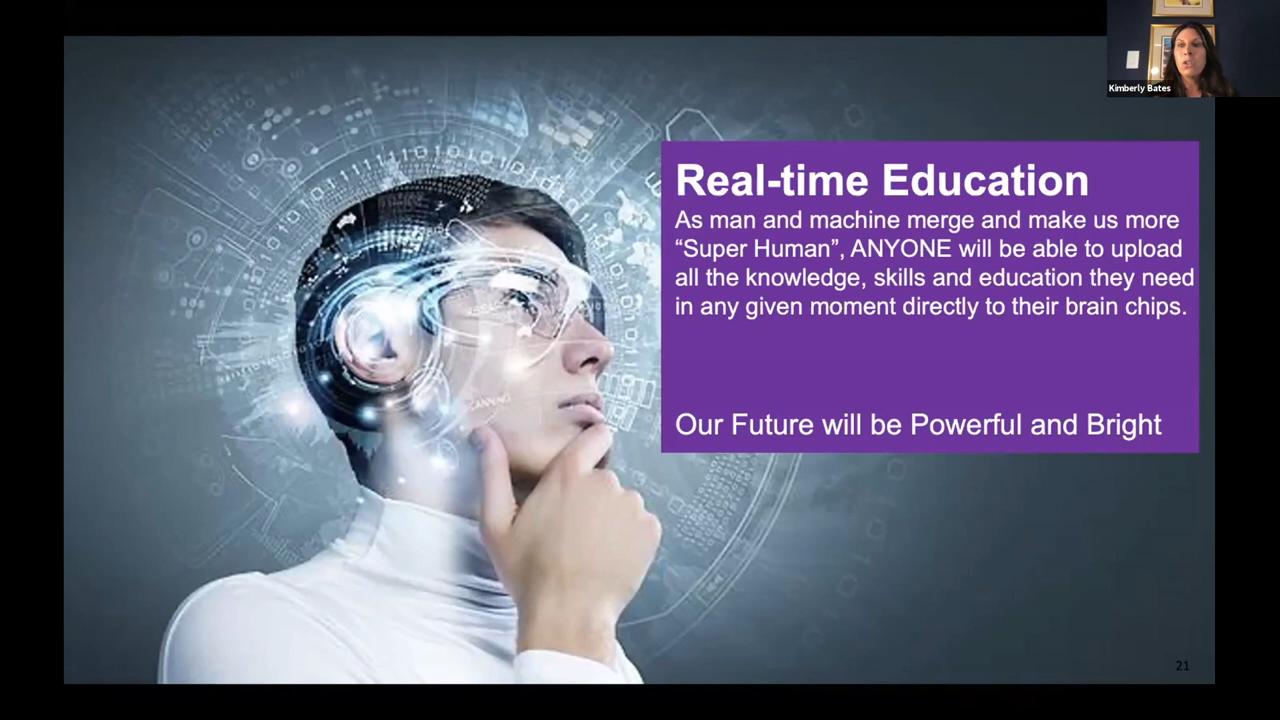 Kimberly Bates
Real-time Education
As man and machine merge and make us more
“Super Human”, ANYONE will be able to upload
all the knowledge, skills and education they need
in any given moment directly to their brain chips.
Our Future will be Powerful and Bright
21